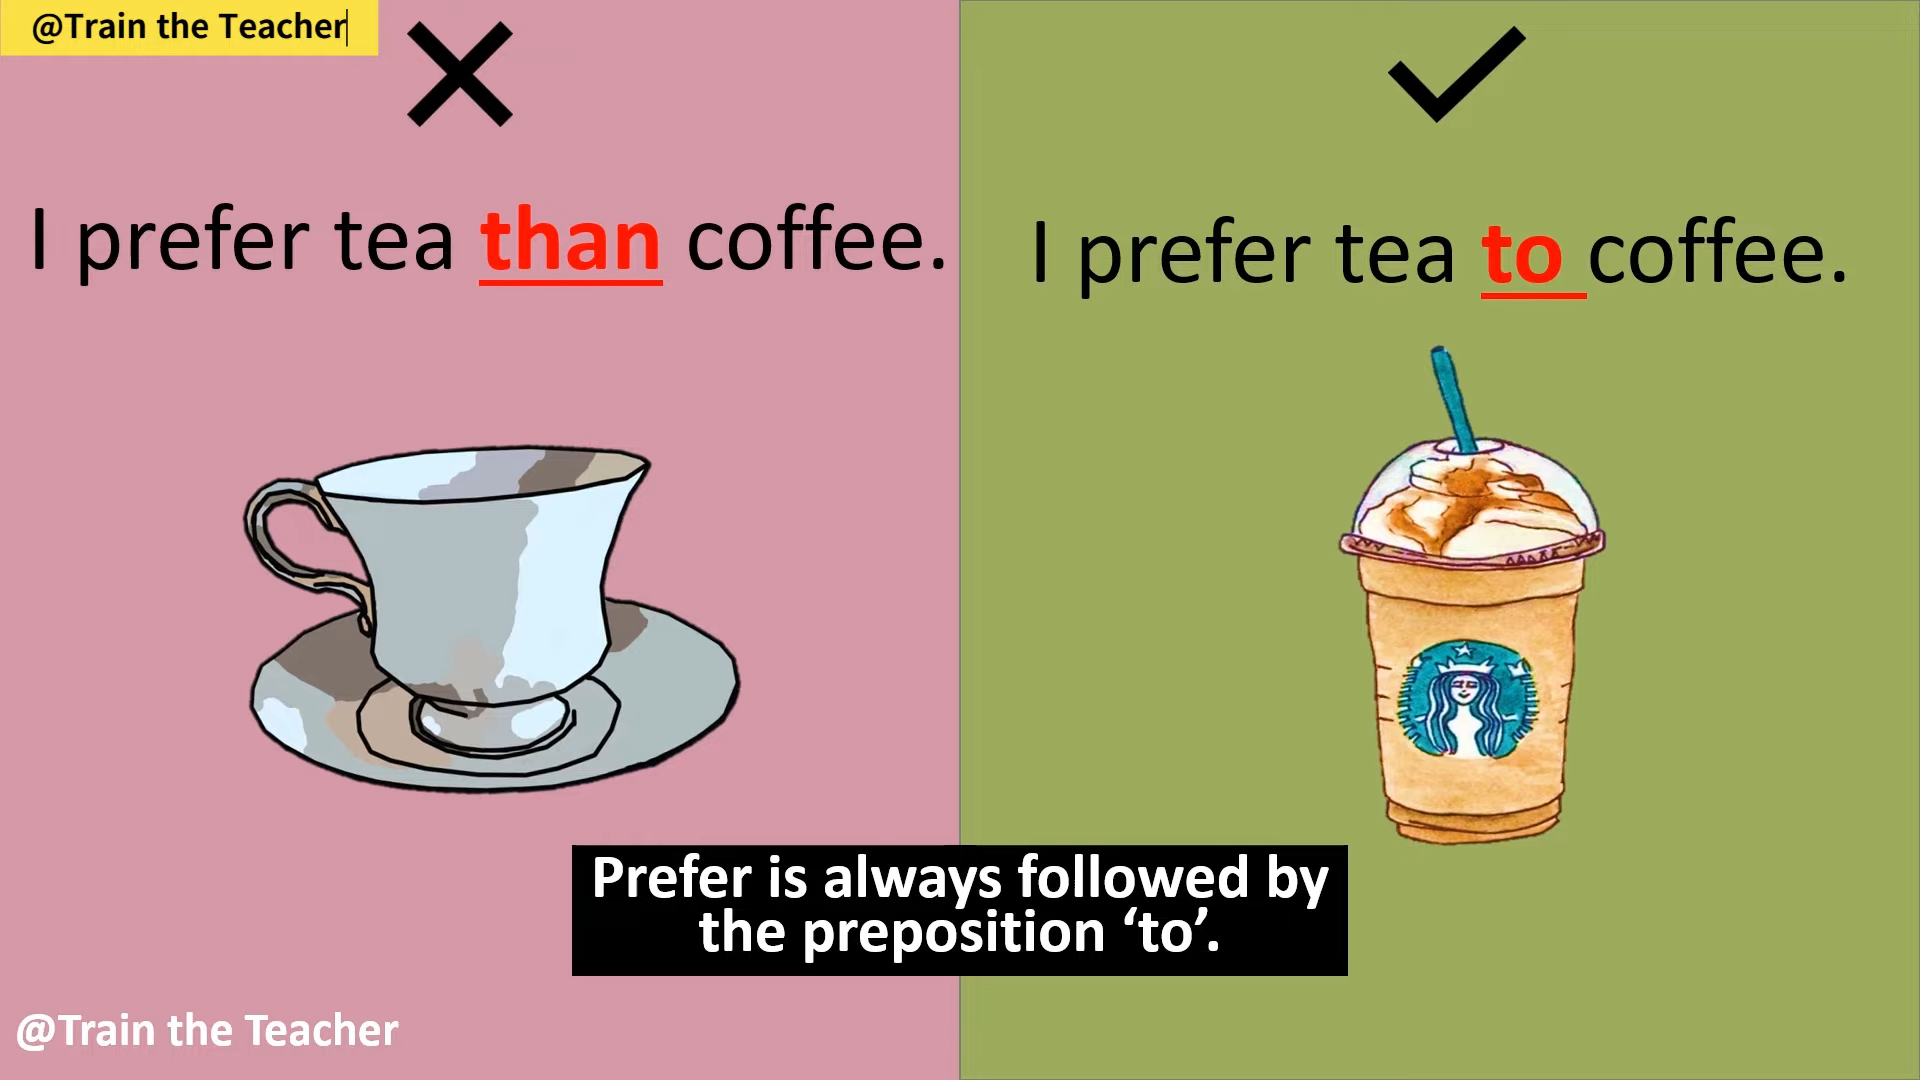 @Train the Teacher
I prefer tea than coffee.
I prefer tea to coffee.
Prefer is always followed by
the preposition ‘to’.
@Train the Teacher